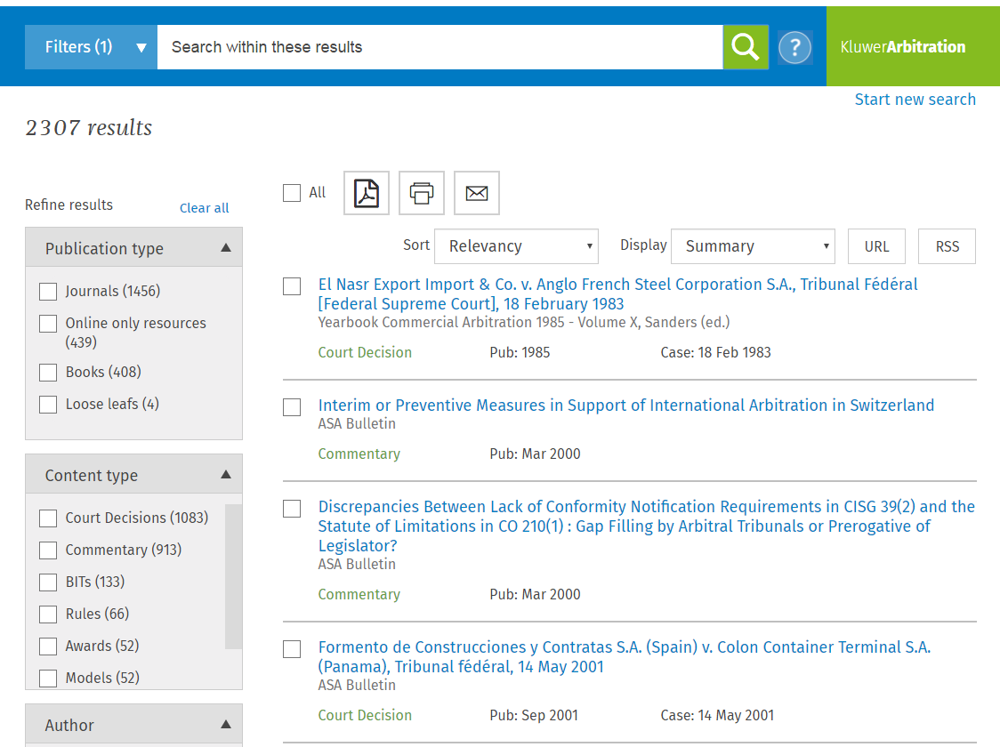 Filters (1) ▼
Search within these results
?
KluwerArbitration
Start new search
2307 results
Refine results
Clear all
Publication type ▲
Journals (1456)
Online only resources
(439)
Books (408)
Loose leafs (4)
Content type ▲
Court Decisions (1083)
Commentary (913)
BITs (133)
Rules (66)
Awards (52)
Models (52)
Author ▲
All
Sort Relevancy ▾ Display Summary ▾ URL RSS
El Nasr Export Import & Co. v. Anglo French Steel Corporation S.A., Tribunal Fédéral
[Federal Supreme Court], 18 February 1983
Yearbook Commercial Arbitration 1985 - Volume X, Sanders (ed.)
Court Decision Pub: 1985 Case: 18 Feb 1983
Interim or Preventive Measures in Support of International Arbitration in Switzerland
ASA Bulletin
Commentary Pub: Mar 2000
Discrepancies Between Lack of Conformity Notification Requirements in CISG 39(2) and the
Statute of Limitations in CO 210(1) : Gap Filling by Arbitral Tribunals or Prerogative of
Legislator?
ASA Bulletin
Commentary Pub: Mar 2000
Formento de Construcciones y Contratas S.A. (Spain) v. Colon Container Terminal S.A.
(Panama), Tribunal fédéral, 14 May 2001
ASA Bulletin
Court Decision Pub: Sep 2001 Case: 14 May 2001